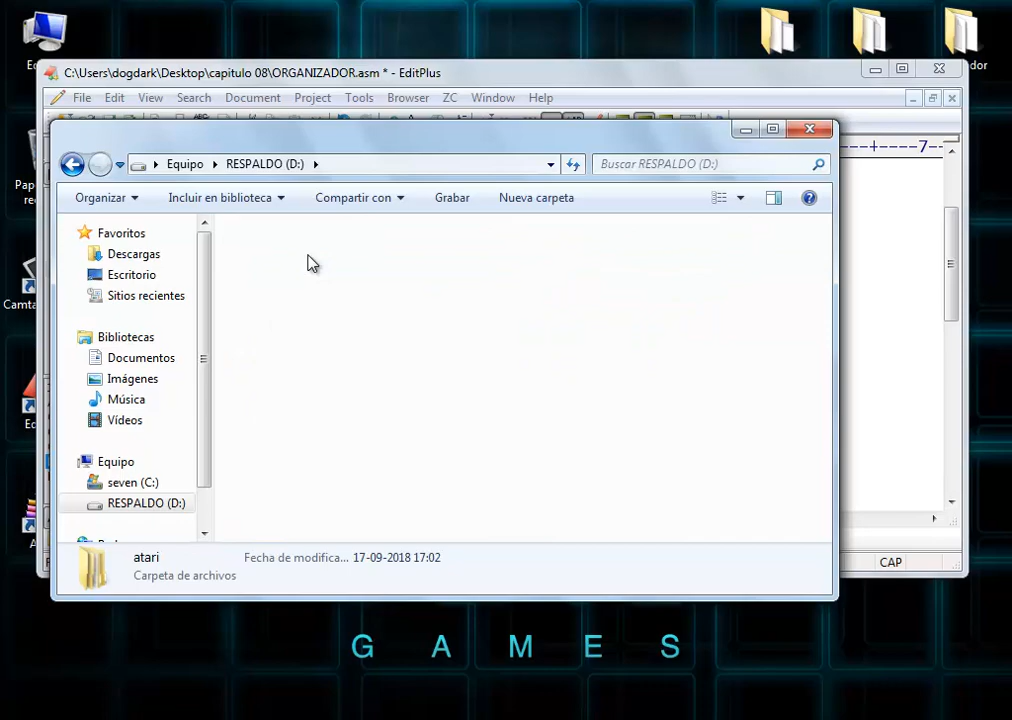 C:\Users\dogdark\Desktop\capitulo 08\ORGANIZADOR.asm * - EditPlus
File Edit View Search Document Project Tools Browser ZC Window Help
----+----7--
Equipo RESPALDO (D:)
Buscar RESPALDO (D:)
Organizar Incluir en biblioteca Compartir con Grabar Nueva carpeta
Favoritos
Descargas
Escritorio
Sitios recientes
Bibliotecas
Documentos
Imágenes
Música
Vídeos
Equipo
seven (C:)
RESPALDO (D:)
atari Fecha de modifica... 17-09-2018 17:02
Carpeta de archivos
CAP
G A M E S